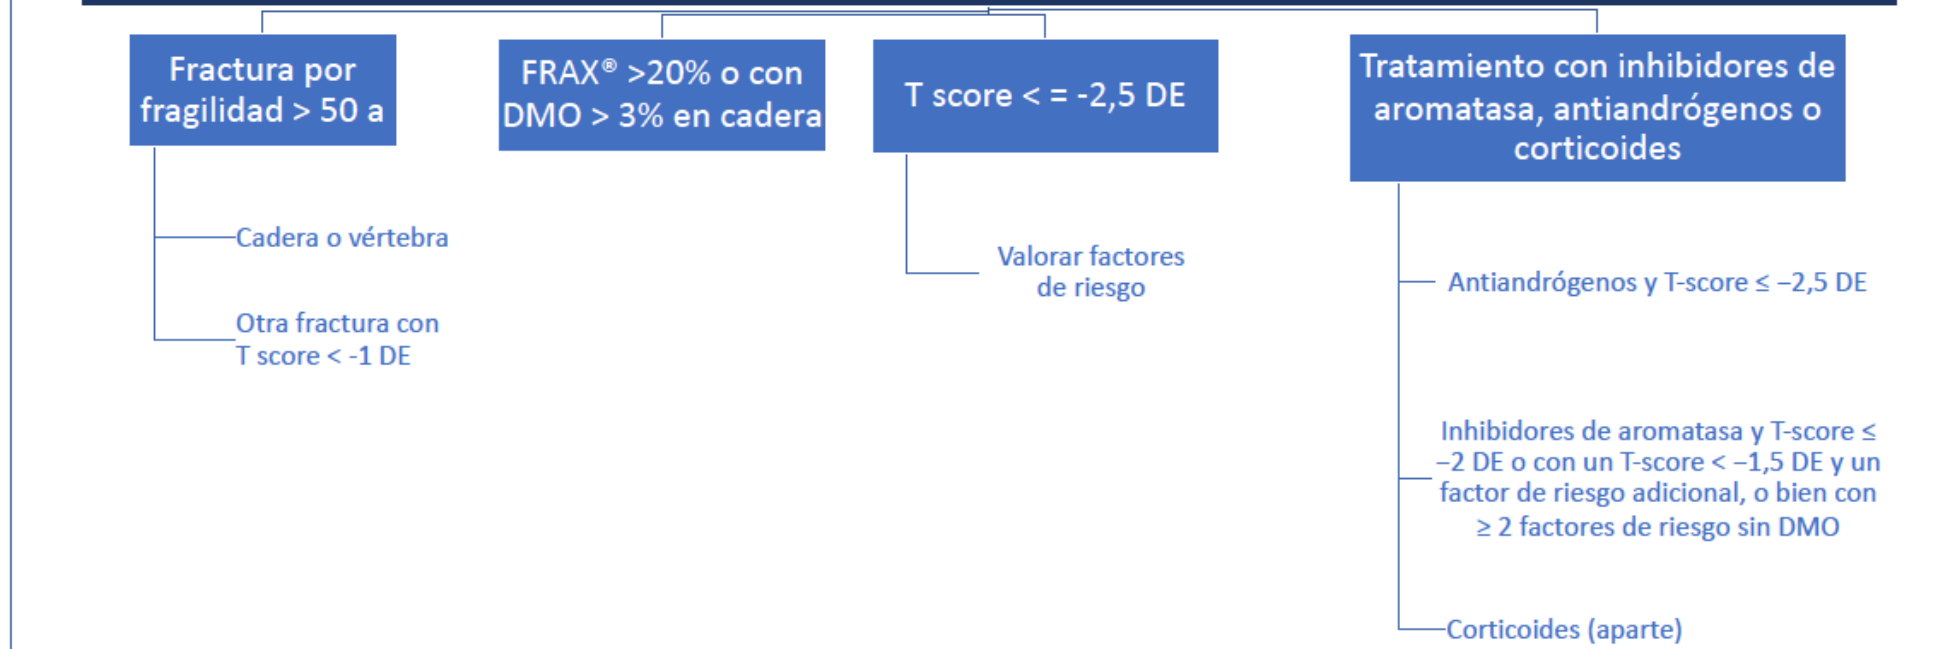 Fractura por
fragilidad > 50 a
Cadera o vértebra
Otra fractura con
T score < -1 DE
FRAX® >20% o con
DMO > 3% en cadera
T score < = -2,5 DE
Valorar factores
de riesgo
Tratamiento con inhibidores de
aromatasa, antiandrógenos o
corticoides
Antiandrógenos y T-score ≤ −2,5 DE
Inhibidores de aromatasa y T-score ≤
−2 DE o con un T-score < −1,5 DE y un
factor de riesgo adicional, o bien con
≥ 2 factores de riesgo sin DMO
Corticoides (aparte)